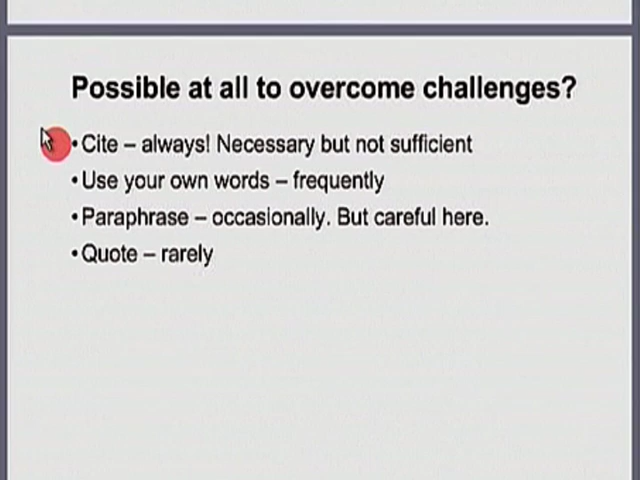 Possible at all to overcome challenges?
• Cite – always! Necessary but not sufficient
• Use your own words – frequently
• Paraphrase – occasionally. But careful here.
• Quote – rarely